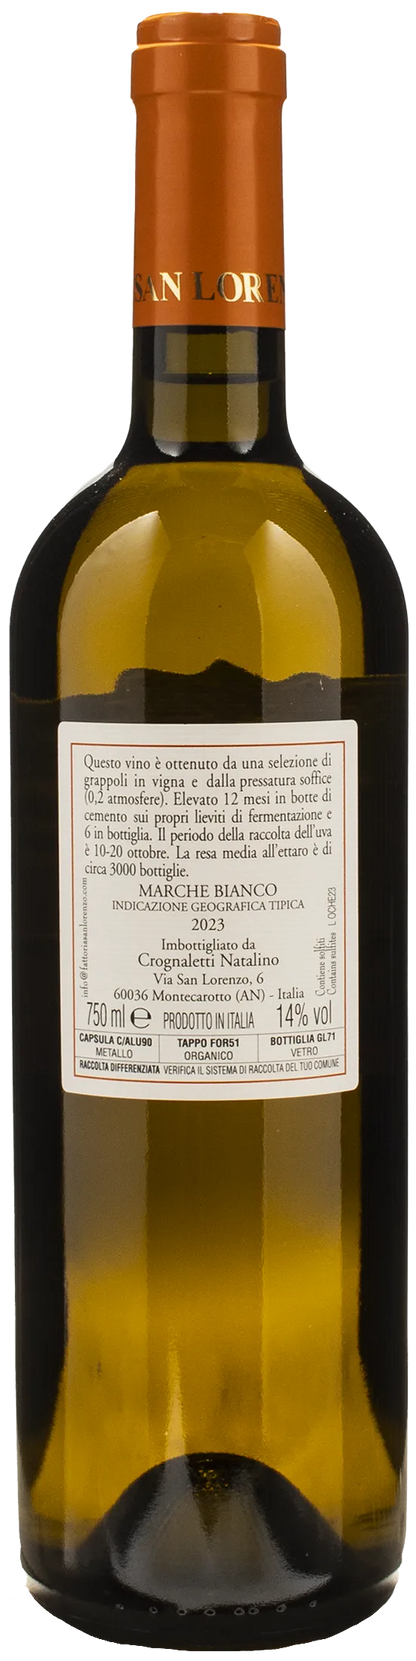 SAN LOREN
Questo vino è ottenuto da una selezione di
grappoli in vigna e dalla pressatura soffice
(0,2 atmosfere). Elevato 12 mesi in botte di
cemento sui propri lieviti di fermentazione e
6 in bottiglia. Il periodo della raccolta dell'uva
è 10-20 ottobre. La resa media all'ettaro è di
circa 3000 bottiglie.
MARCHE BIANCO
INDICAZIONE GEOGRAFICA TIPICA
2023
Imbottigliato da
Crognaletti Natalino
Via San Lorenzo, 6
60036 Montecarotto (AN) - Italia
info@fattoriasanlorenzo.com
Contiene solfiti
Contains sulfites
L OCHE23
750 ml e PRODOTTO IN ITALIA 14% vol
CAPSULA C/ALU90 TAPPO FOR51 BOTTIGLIA GL71
METALLO ORGANICO VETRO
RACCOLTA DIFFERENZIATA VERIFICA IL SISTEMA DI RACCOLTA DEL TUO COMUNE